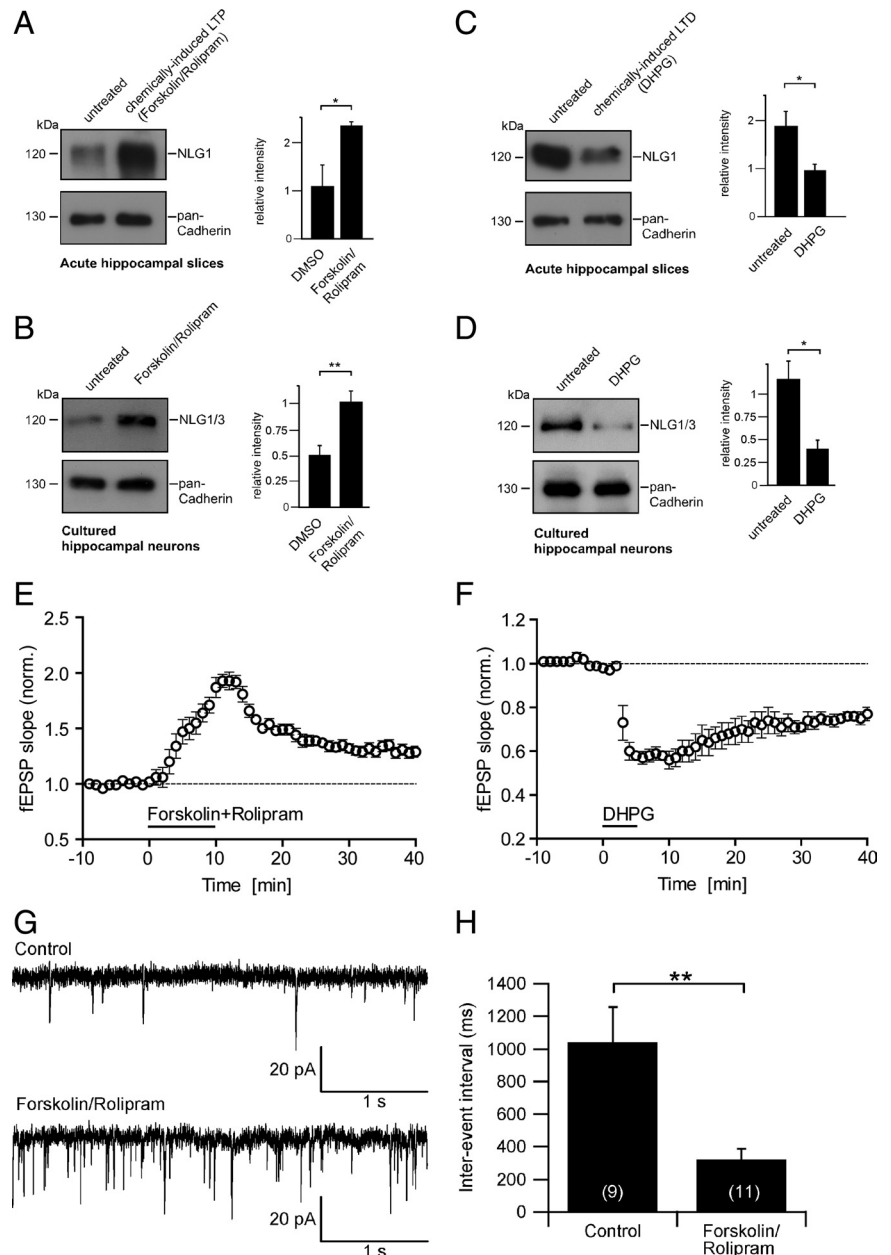 A
untreated
chemically-induced LTP
(Forskolin/Rolipram)
kDa
120
NLG1
130
pan-
Cadherin
Acute hippocampal slices
relative intensity
2
1
0
*
DMSO
Forskolin/
Rolipram
C
untreated
chemically-induced LTD
(DHPG)
kDa
120
NLG1
130
pan-
Cadherin
Acute hippocampal slices
relative intensity
2
1
0
*
untreated
DHPG
B
untreated
Forskolin/Rolipram
kDa
120
NLG1/3
130
pan-
Cadherin
Cultured
hippocampal neurons
relative intensity
1
0.75
0.5
0.25
0
**
DMSO
Forskolin/
Rolipram
D
untreated
DHPG
kDa
120
NLG1/3
130
pan-
Cadherin
Cultured
hippocampal neurons
relative intensity
1
0.75
0.5
0.25
0
*
untreated
DHPG
E
fEPSP slope (norm.)
2.5
2.0
1.5
1.0
0.5
Forskolin+Rolipram
-10 0 10 20 30 40
Time [min]
F
fEPSP slope (norm.)
1.2
1.0
0.8
0.6
0.4
0.2
DHPG
-10 0 10 20 30 40
Time [min]
G
Control
20 pA
1 s
Forskolin/Rolipram
20 pA
1 s
H
Inter-event interval (ms)
1400
1200
1000
800
600
400
200
0
**
(9)
(11)
Control
Forskolin/
Rolipram